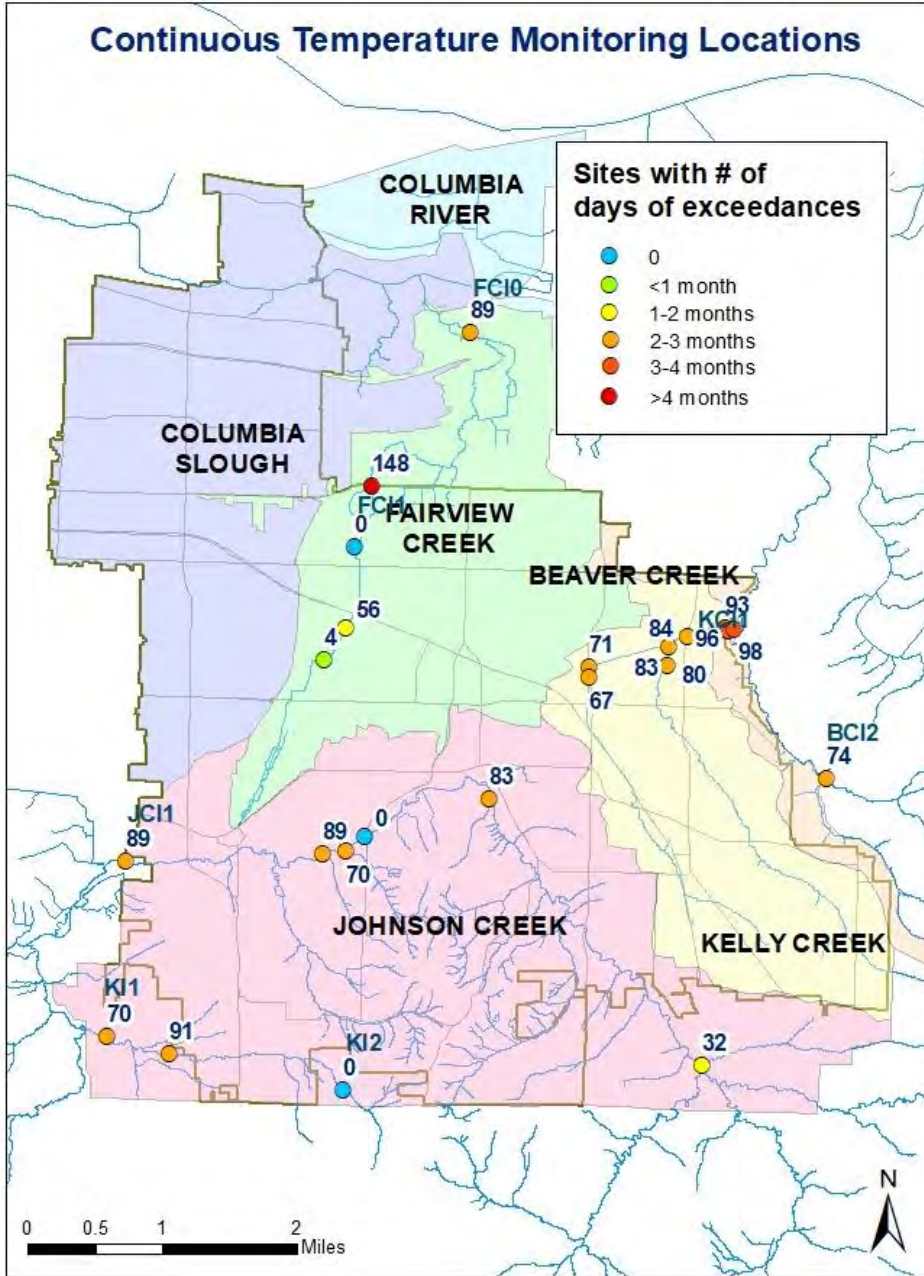 Continuous Temperature Monitoring Locations
Sites with # of
days of exceedances
0
<1 month
1-2 months
2-3 months
3-4 months
>4 months
COLUMBIA
RIVER
FCI0
89
COLUMBIA
SLOUGH
148
FCI1
0
FAIRVIEW
CREEK
BEAVER CREEK
56
4
93
KCI1
84
96
98
71
83
80
67
BCI2
74
83
JCI1
89
0
89
70
JOHNSON CREEK
KELLY CREEK
KI1
70
91
KI2
0
32
N
0 0.5 1 2
Miles